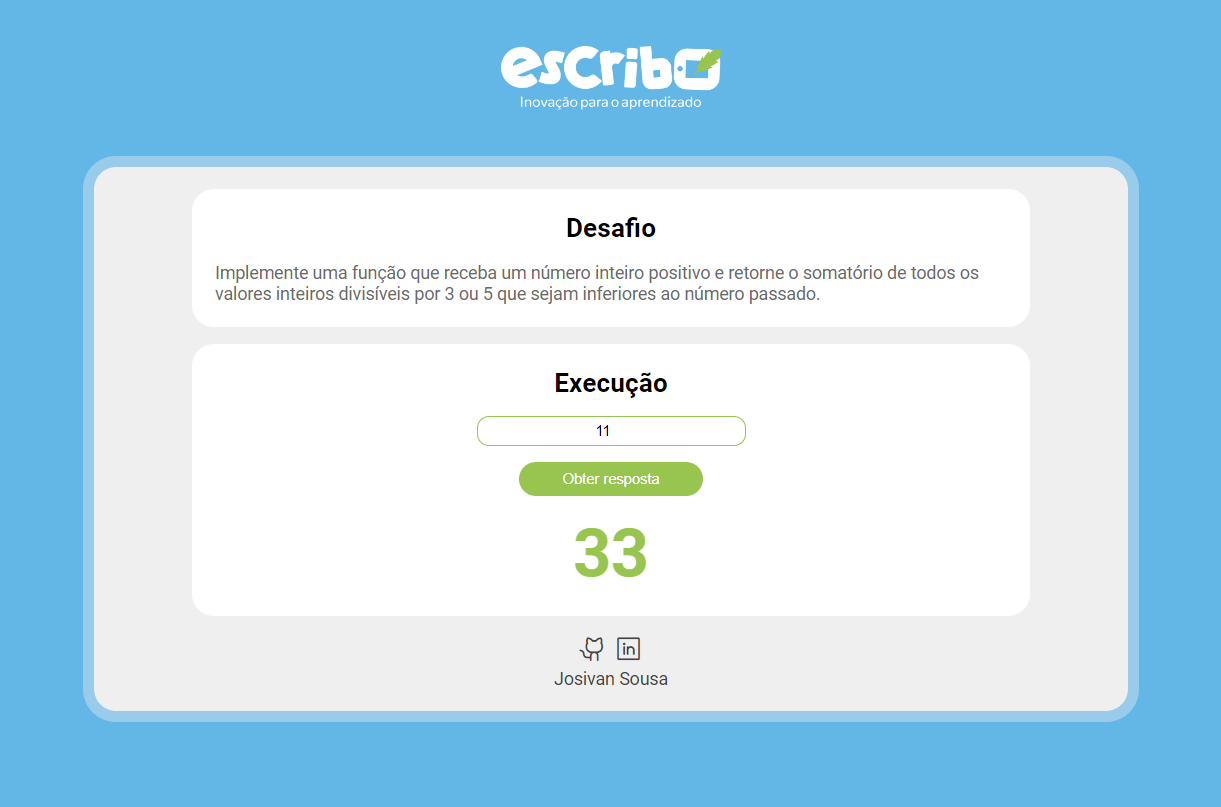 escribo
Inovação para o aprendizado
Desafio
Implemente uma função que receba um número inteiro positivo e retorne o somatório de todos os
valores inteiros divisíveis por 3 ou 5 que sejam inferiores ao número passado.
Execução
11
Obter resposta
33
in
Josivan Sousa